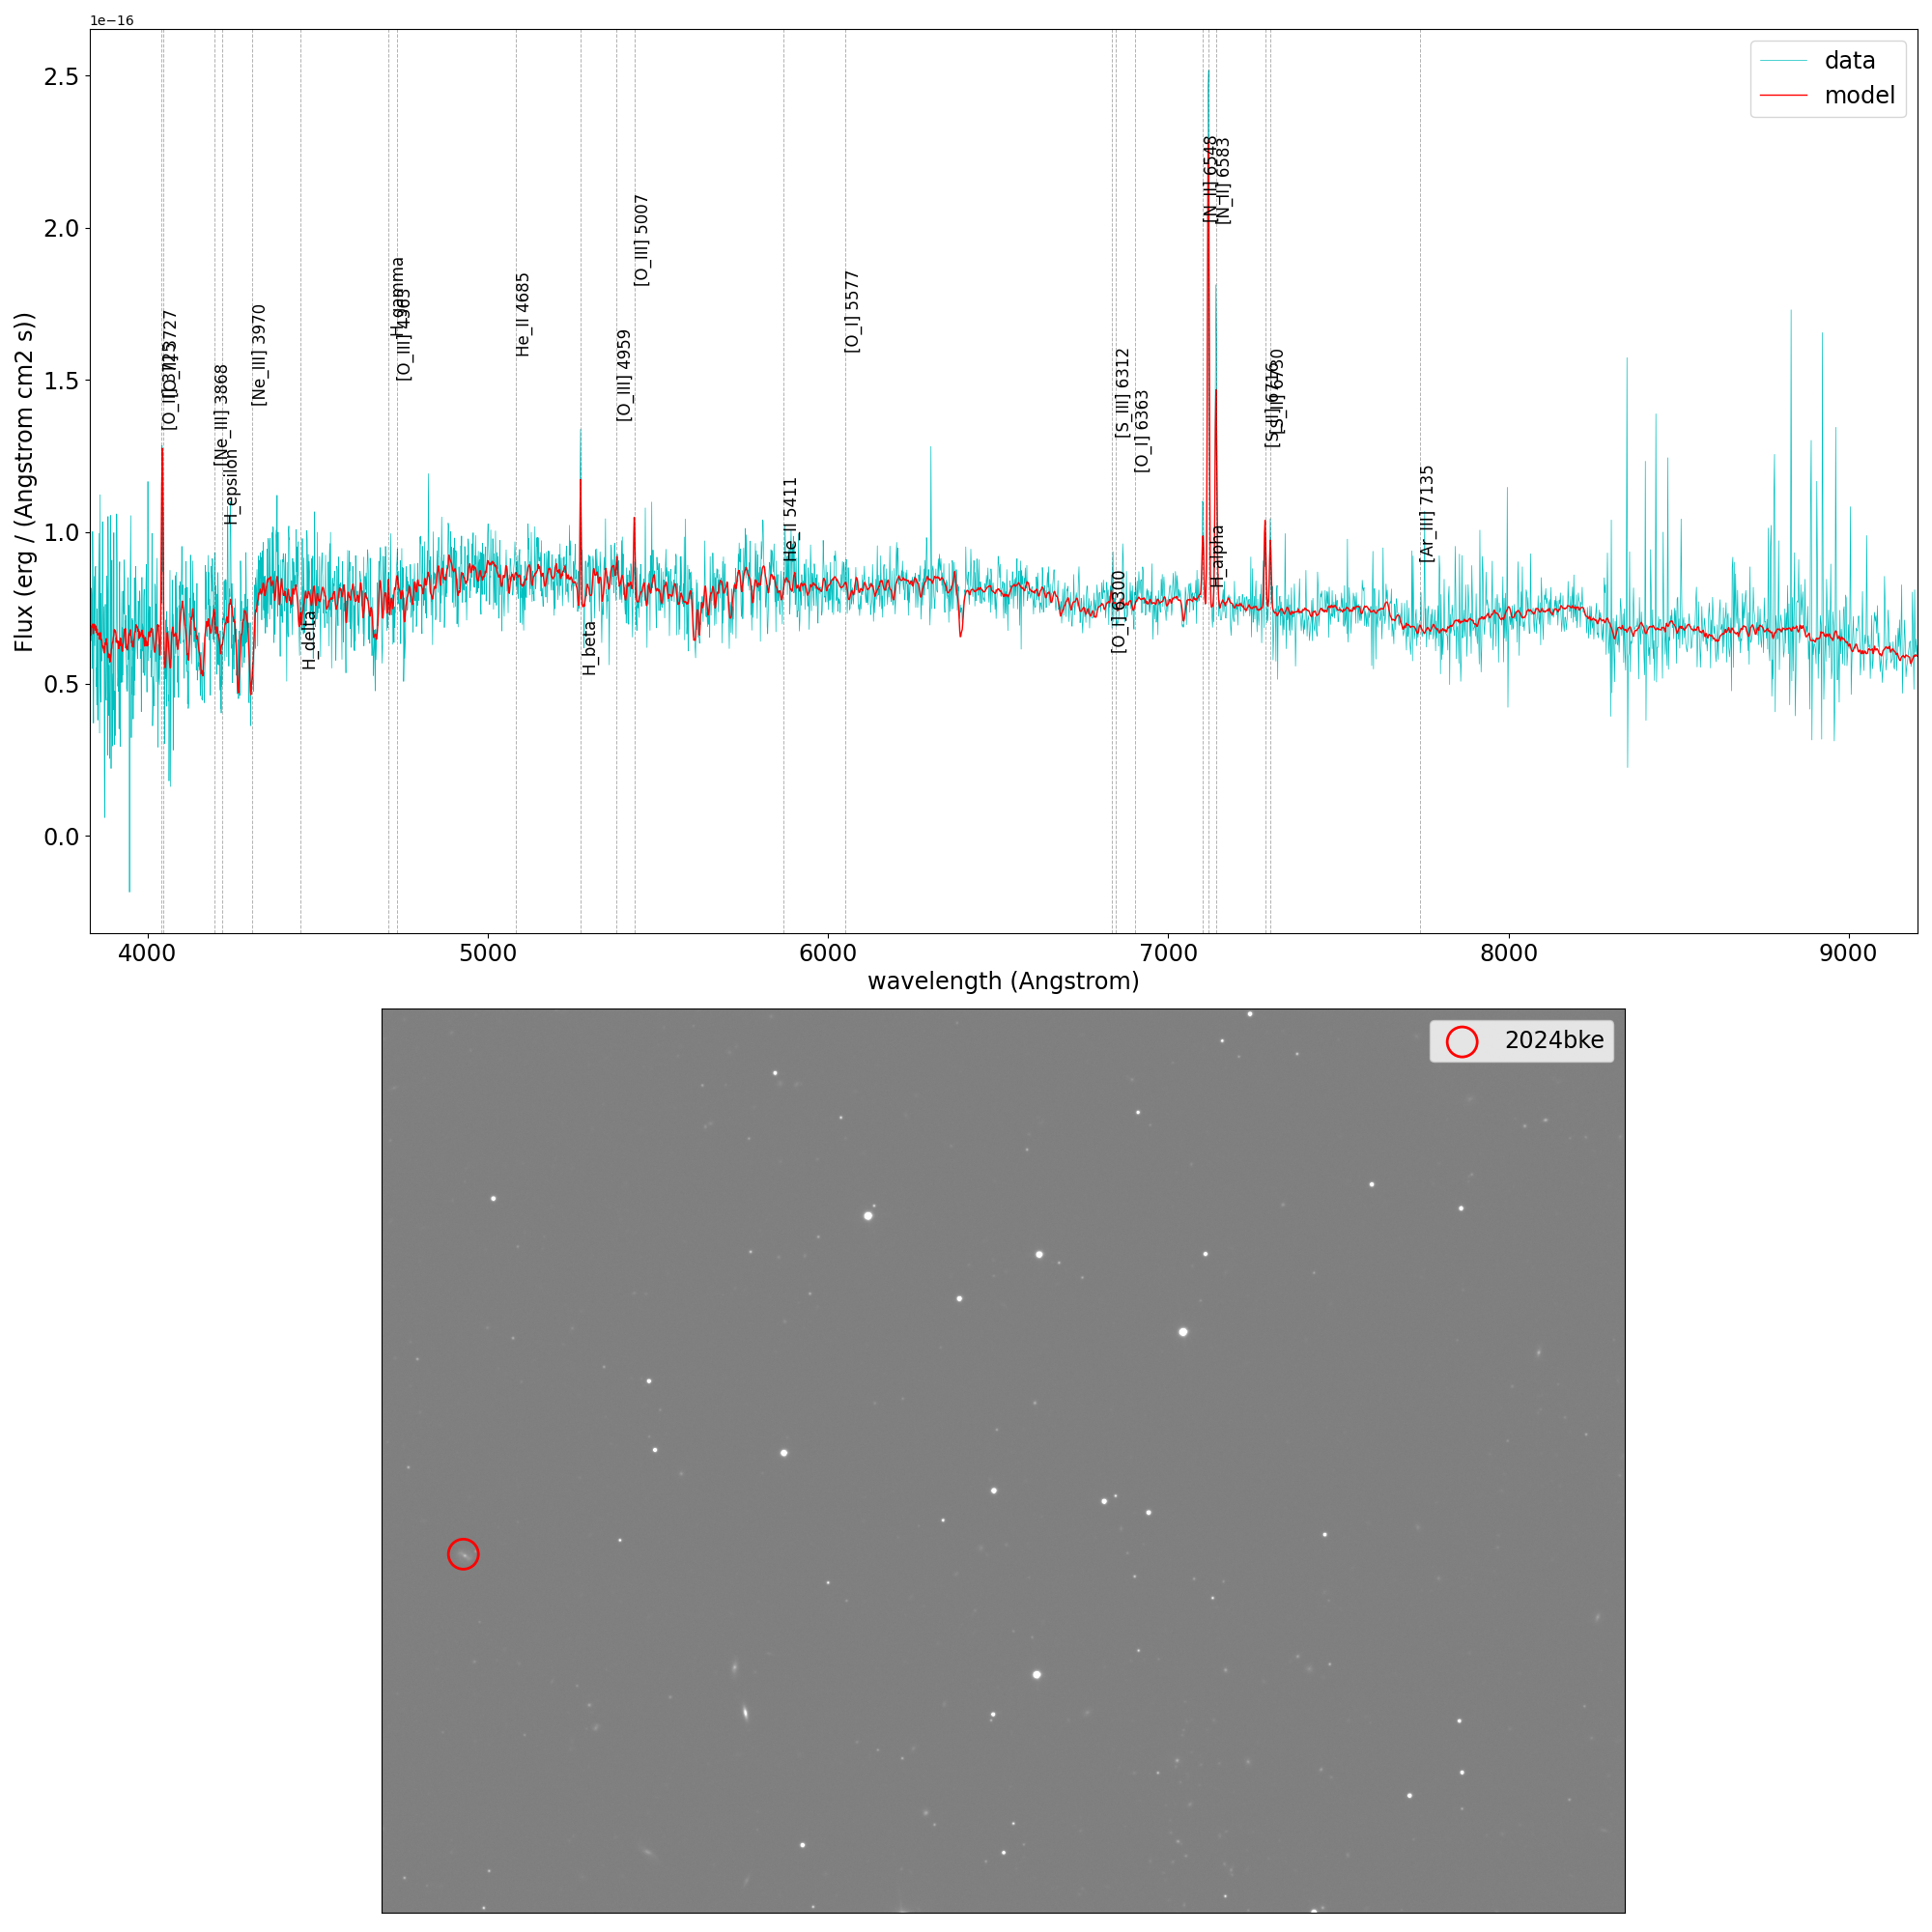 1e−16
2.5
2.0
1.5
1.0
0.5
0.0
Flux (erg / (Angstrom cm2 s))
data
model
[O_II] 3725
[O_II] 3727
[Ne_III] 3868
H_epsilon
[Ne_III] 3970
H_delta
H_gamma
[O_III] 4363
He_II 4685
H_beta
[O_III] 4959
[O_III] 5007
He_II 5411
[O_I] 5577
[O_I] 6300
[S_III] 6312
[O_I] 6363
[N_II] 6548
H_alpha
[N_II] 6583
[S_II] 6716
[S_II] 6730
[Ar_III] 7135
4000
5000
6000
7000
8000
9000
wavelength (Angstrom)
2024bke